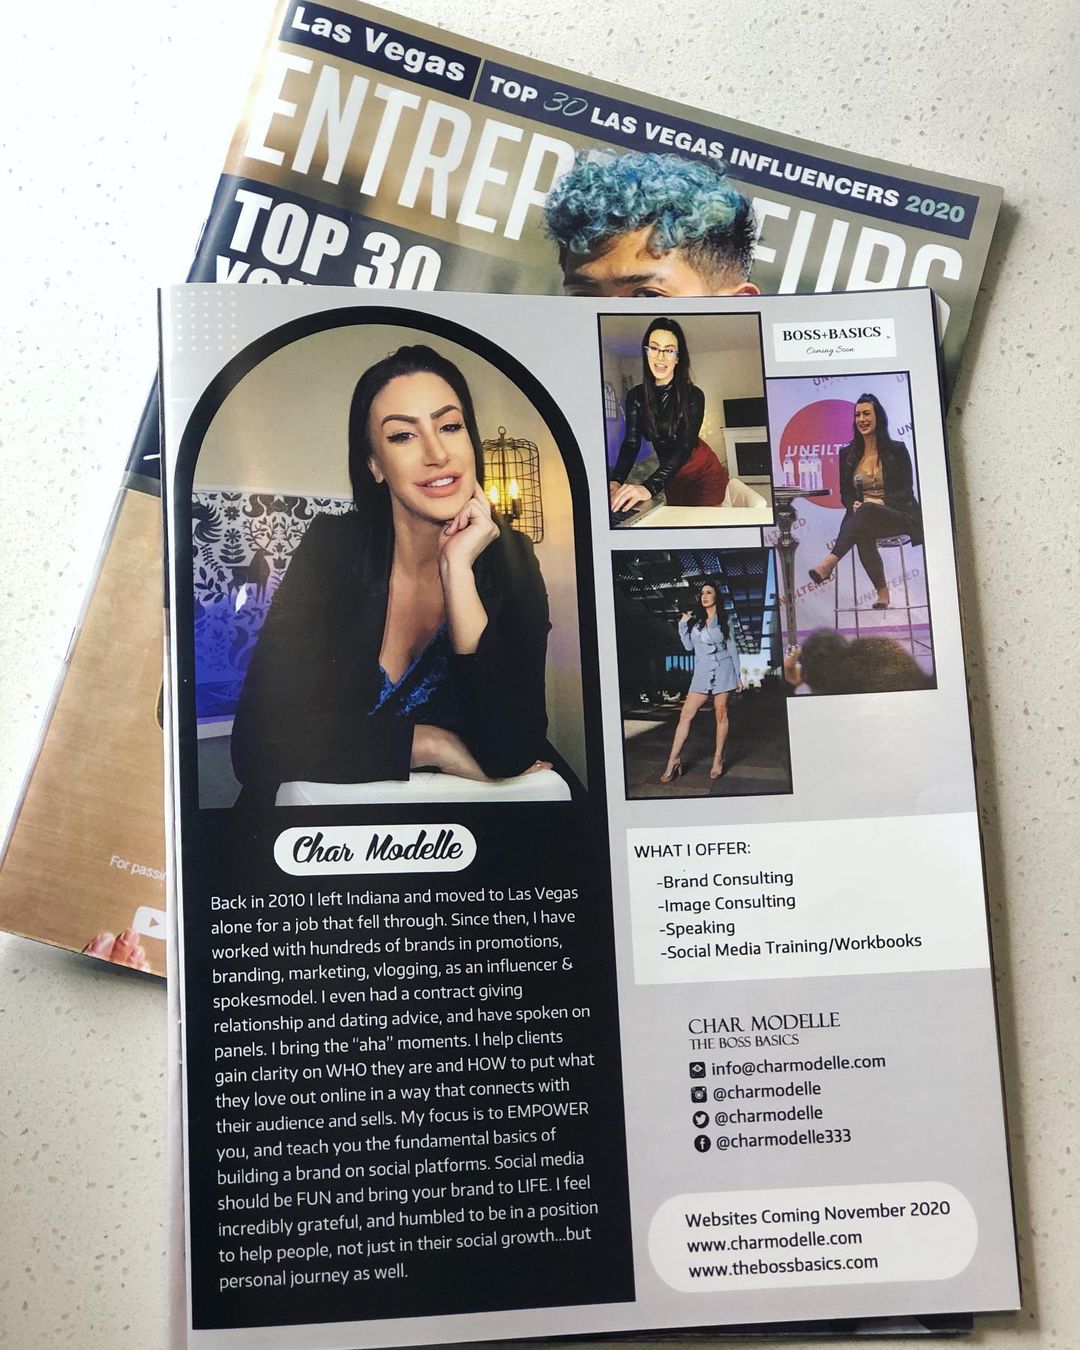 Las Vegas
TOP 30 LAS VEGAS INFLUENCERS 2020
TOP 30
For
BOSS+BASICS
Coming Soon
Char Modelle
Back in 2010 I left Indiana and moved to Las Vegas
alone for a job that fell through. Since then, I have
worked with hundreds of brands in promotions,
branding, marketing, vlogging, as an influencer &
spokesmodel. I even had a contract giving
relationship and dating advice, and have spoken on
panels. I bring the “aha” moments. I help clients
gain clarity on WHO they are and HOW to put what
they love out online in a way that connects with
their audience and sells. My focus is to EMPOWER
you, and teach you the fundamental basics of
building a brand on social platforms. Social media
should be FUN and bring your brand to LIFE. I feel
incredibly grateful, and humbled to be in a position
to help people, not just in their social growth...but
personal journey as well.
WHAT I OFFER:
-Brand Consulting
-Image Consulting
-Speaking
-Social Media Training/Workbooks
CHAR MODELLE
THE BOSS BASICS
info@charmodelle.com
@charmodelle
@charmodelle
@charmodelle333
Websites Coming November 2020
www.charmodelle.com
www.thebossbasics.com